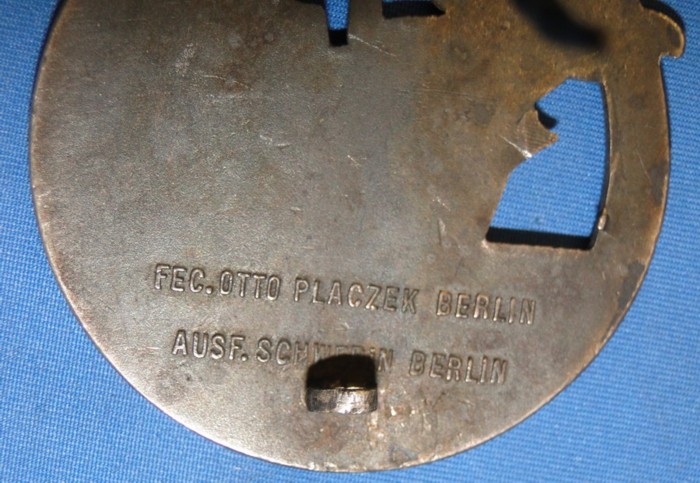 FEC. OTTO PLACZEK BERLIN
AUSF. SCHWERIN BERLIN